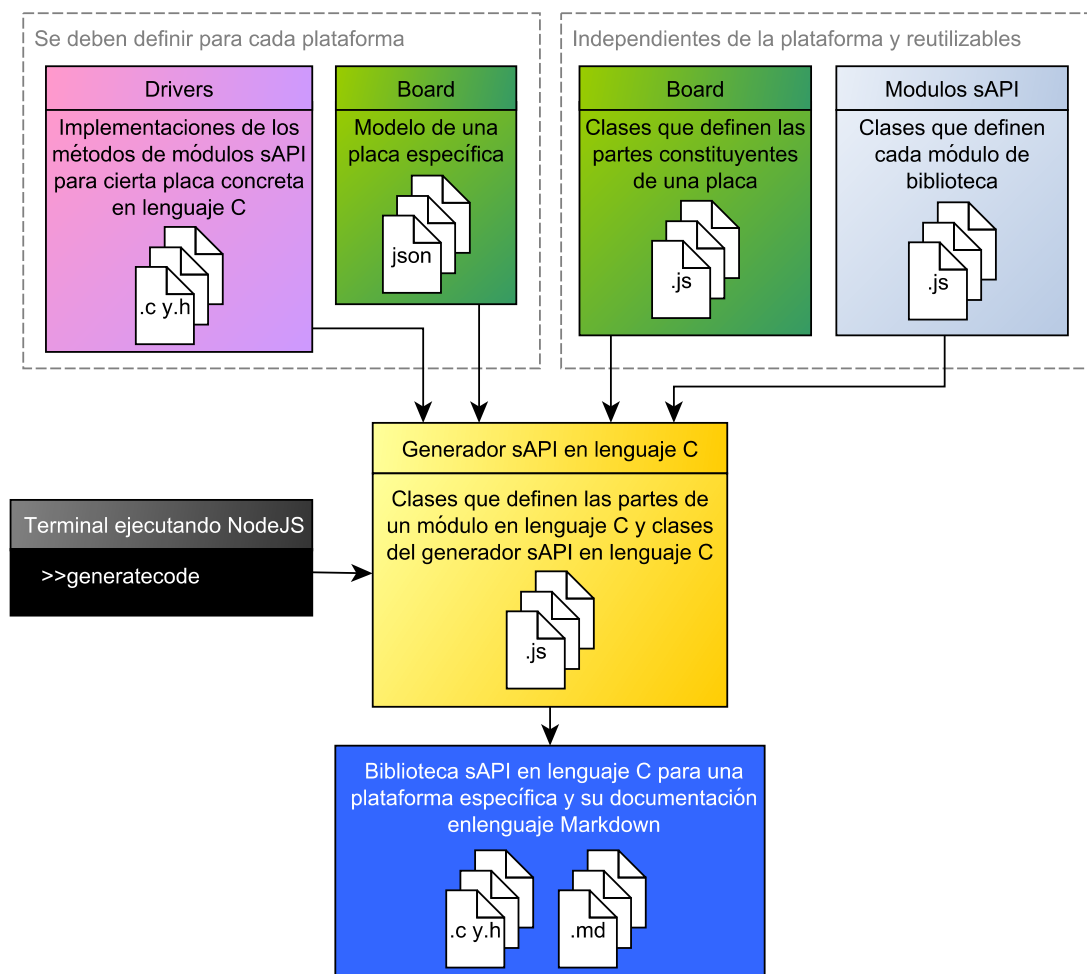 Se deben definir para cada plataforma
Drivers
Implementaciones de los
métodos de módulos sAPI
para cierta placa concreta
en lenguaje C
.c y.h
Board
Modelo de una
placa específica
json
Independientes de la plataforma y reutilizables
Board
Clases que definen las
partes constituyentes
de una placa
.js
Modulos sAPI
Clases que definen
cada módulo de
biblioteca
.js
Generador sAPI en lenguaje C
Clases que definen las partes de
un módulo en lenguaje C y clases
del generador sAPI en lenguaje C
.js
Terminal ejecutando NodeJS
>>generatecode
Biblioteca sAPI en lenguaje C para una
plataforma específica y su documentación
enlenguaje Markdown
.c y.h
.md